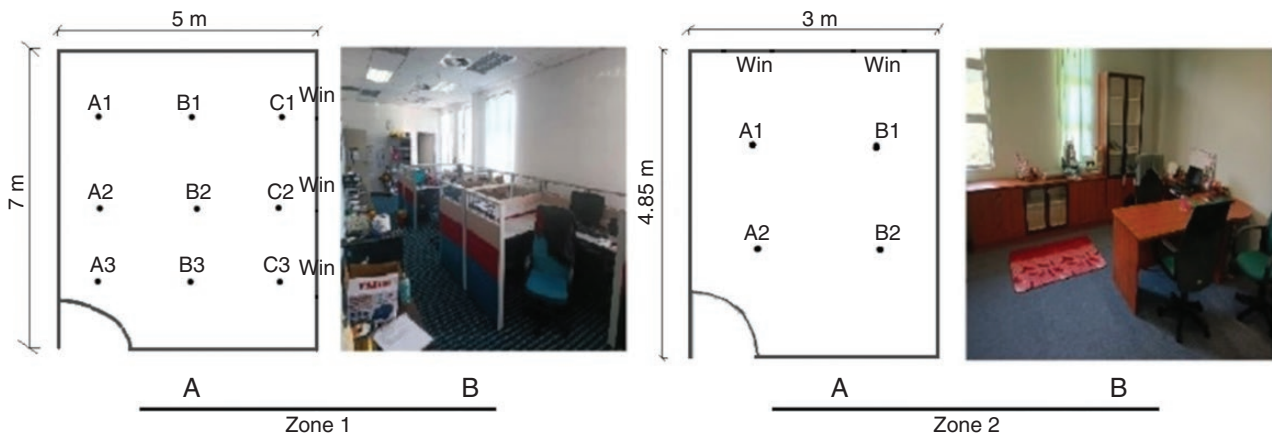 5 m
3 m
7 m
4.85 m
A1 B1 C1 Win
A2 B2 C2 Win
A3 B3 C3 Win
Win Win
A1 B1
A2 B2
A B
Zone 1
A B
Zone 2